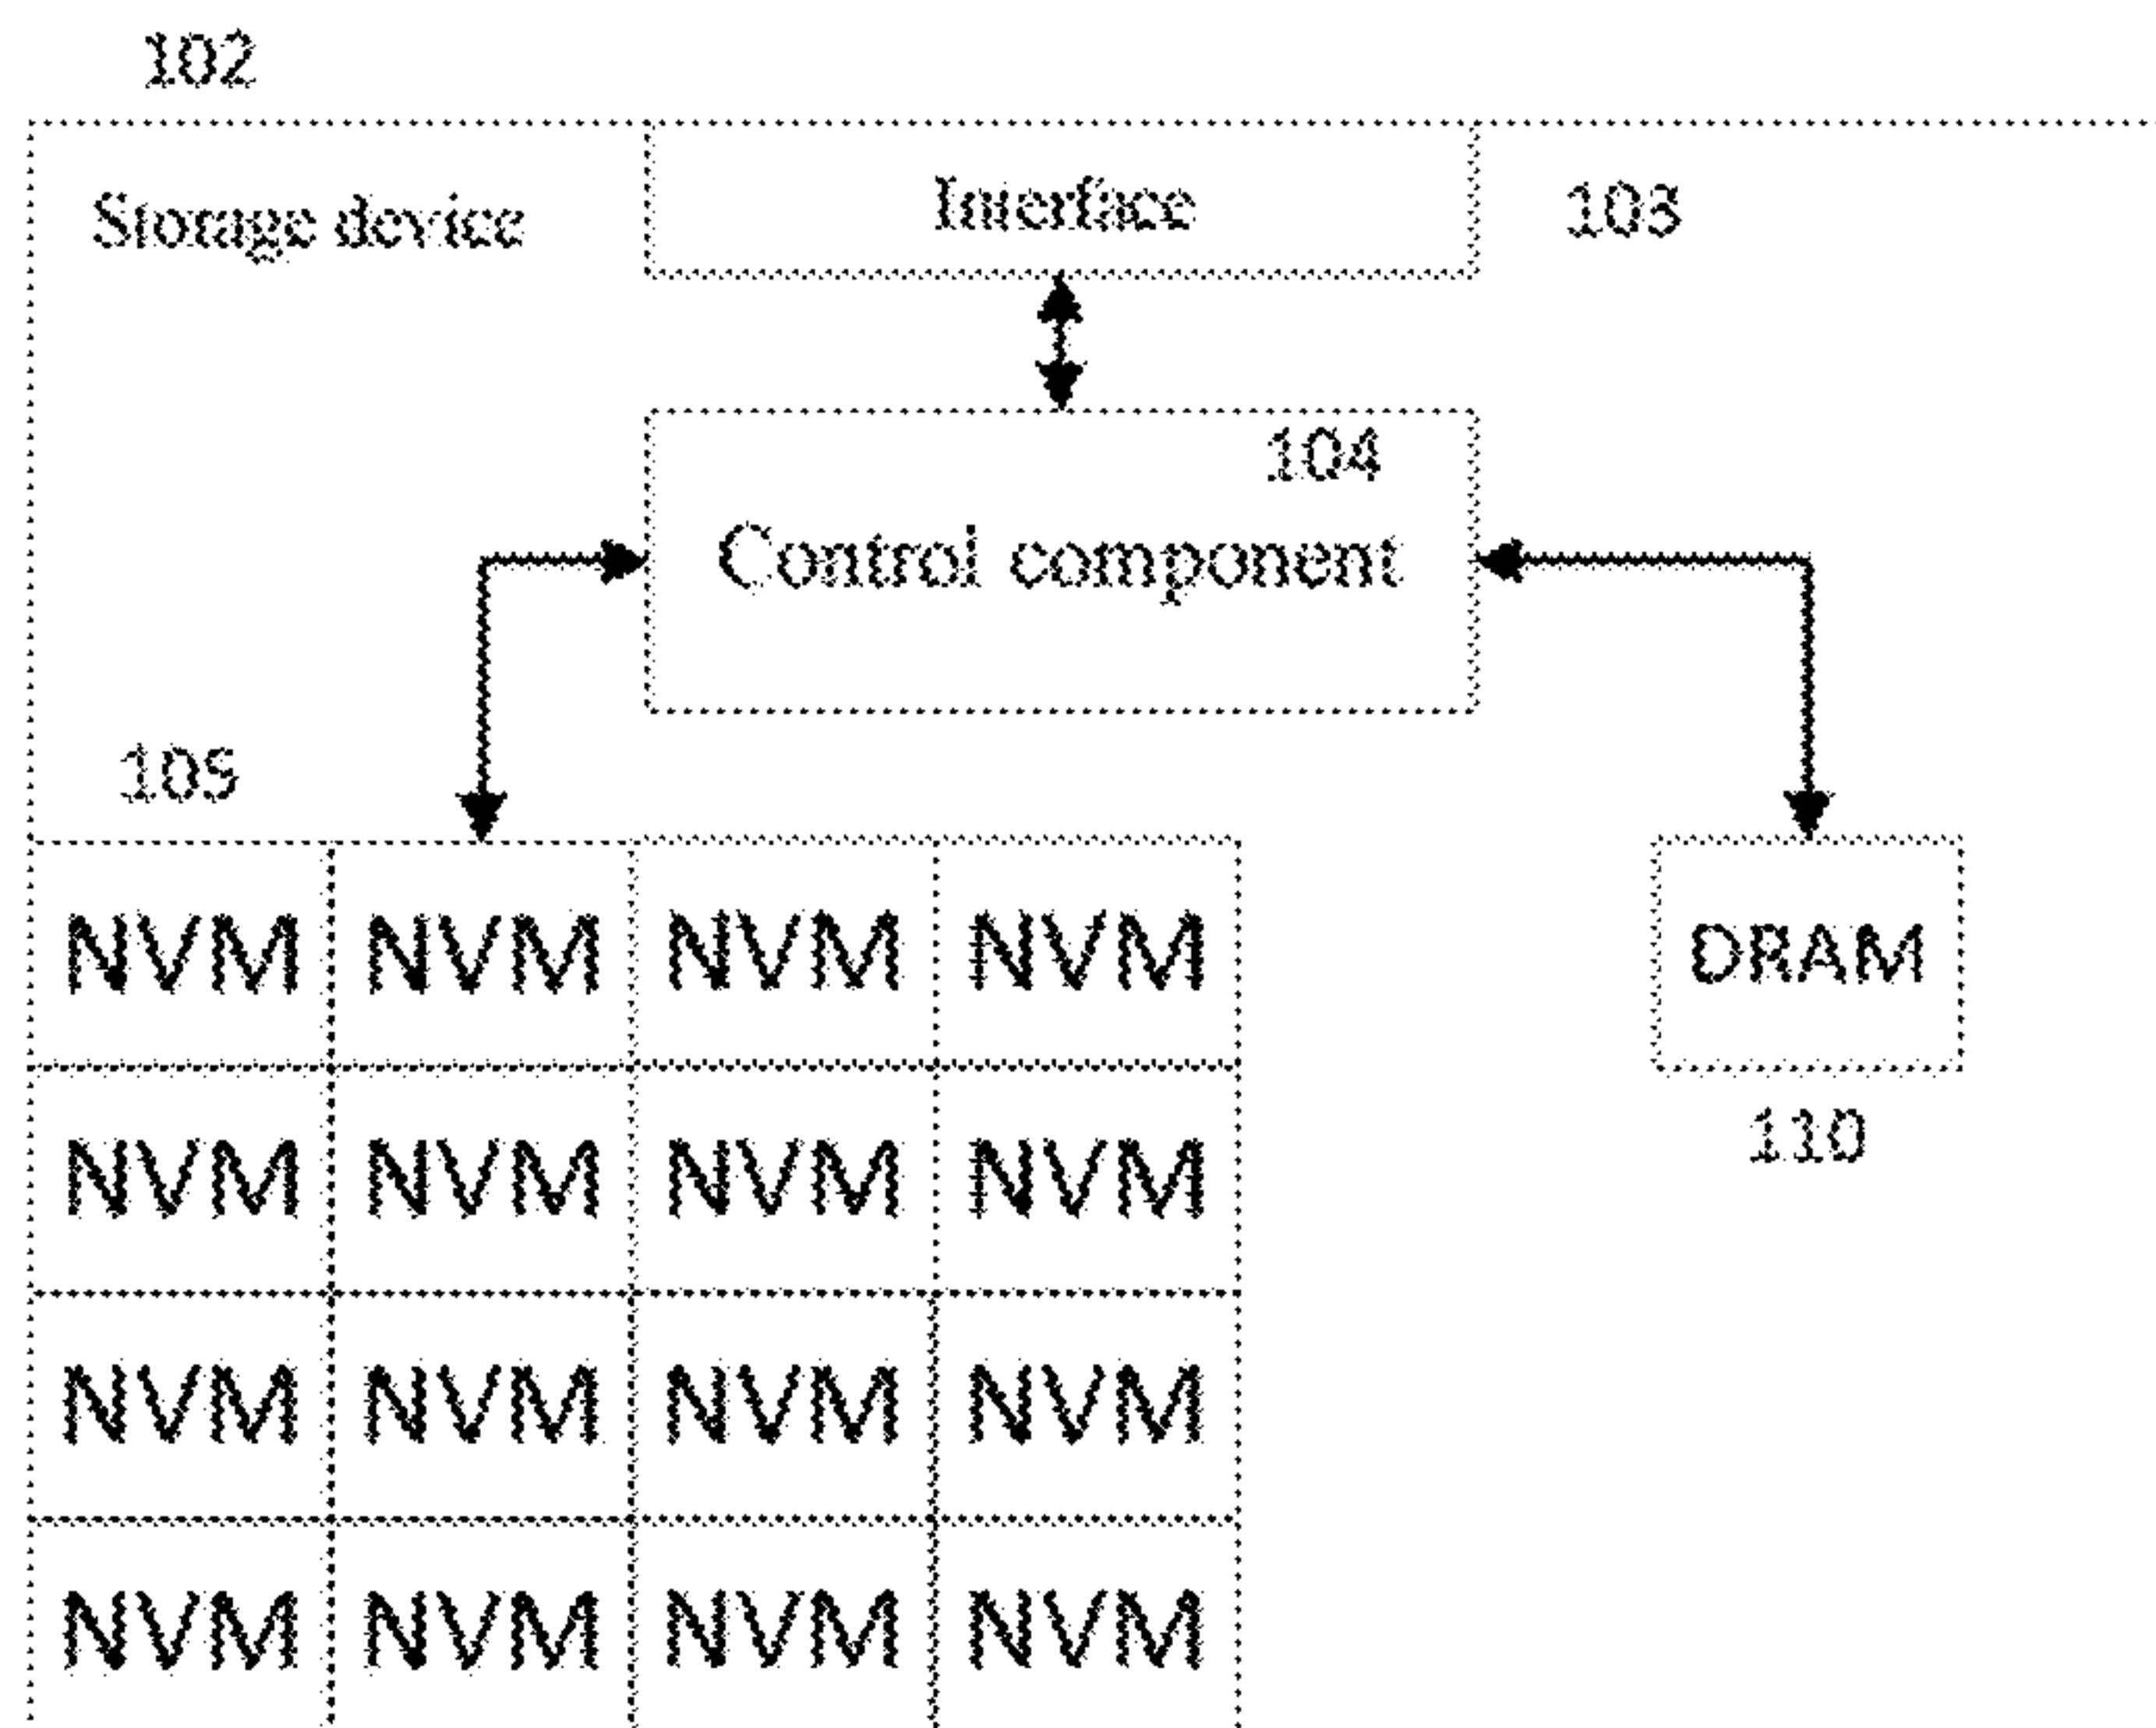 102
Storage device
Interface
103
104
Control component
105
NVM NVM NVM NVM
DRAM
NVM NVM NVM NVM
110
NVM NVM NVM NVM
NVM NVM NVM NVM